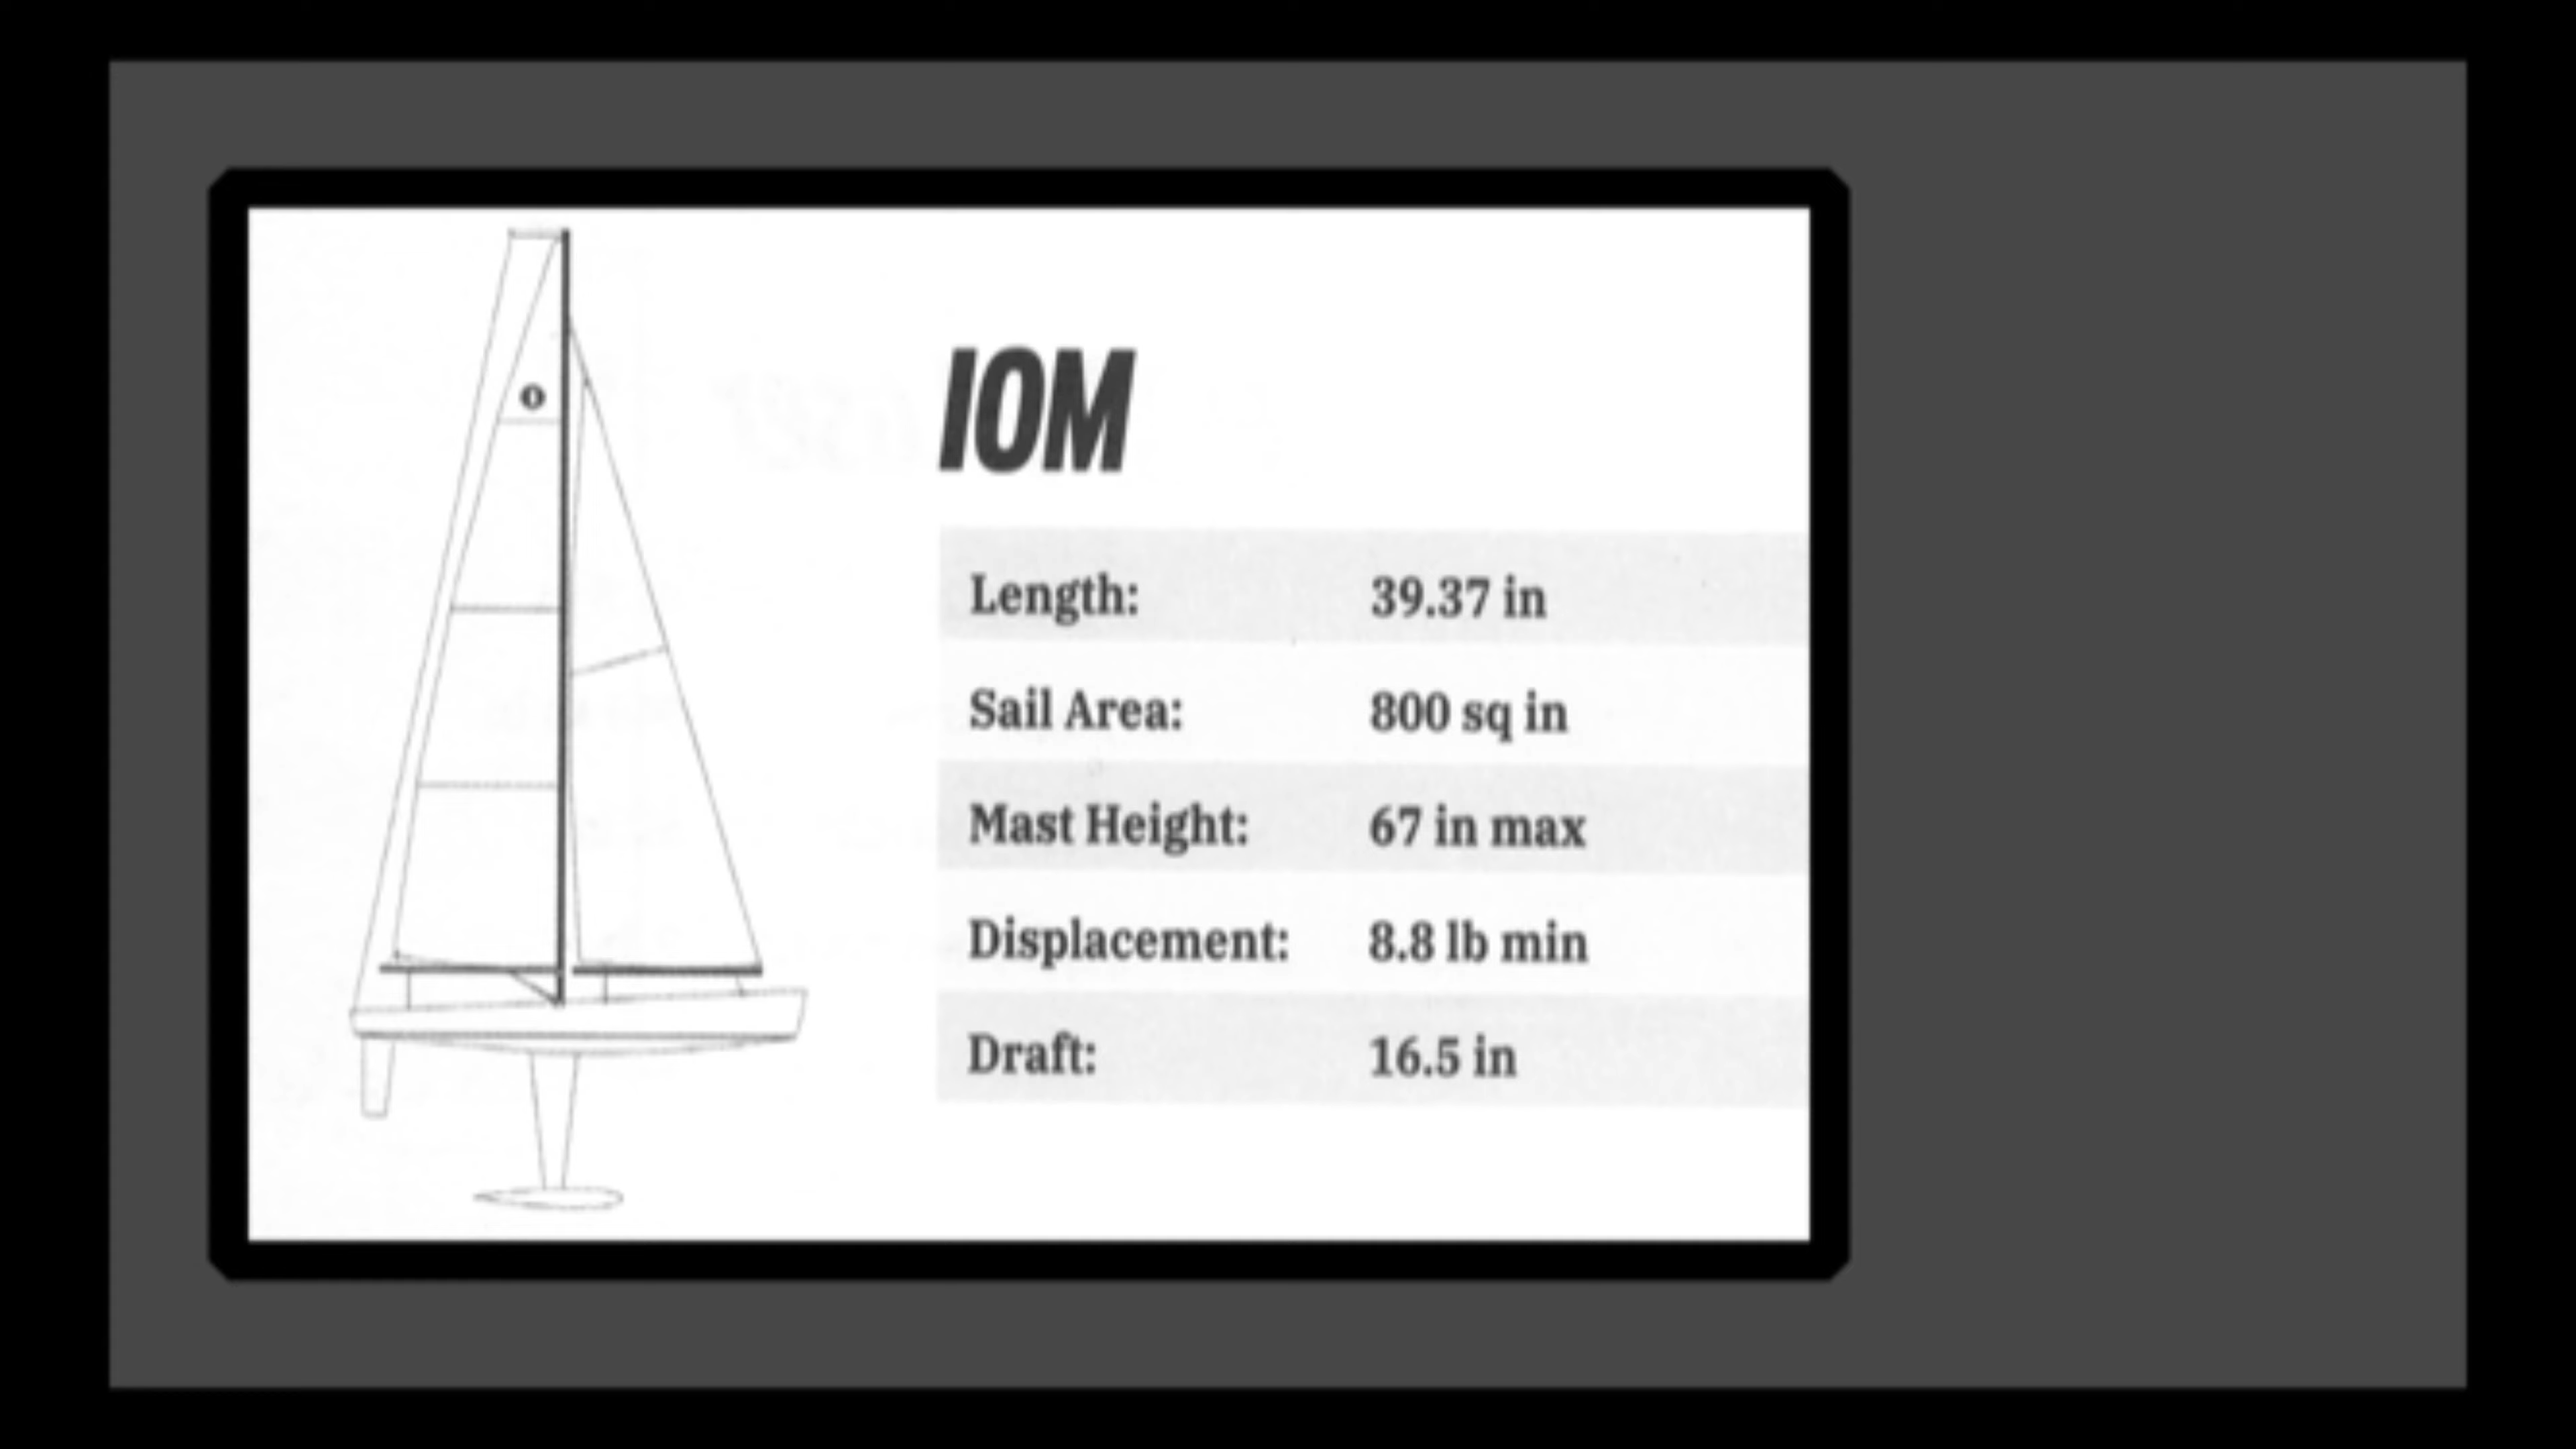 IOM
Length: 39.37 in
Sail Area: 800 sq in
Mast Height: 67 in max
Displacement: 8.8 lb min
Draft: 16.5 in